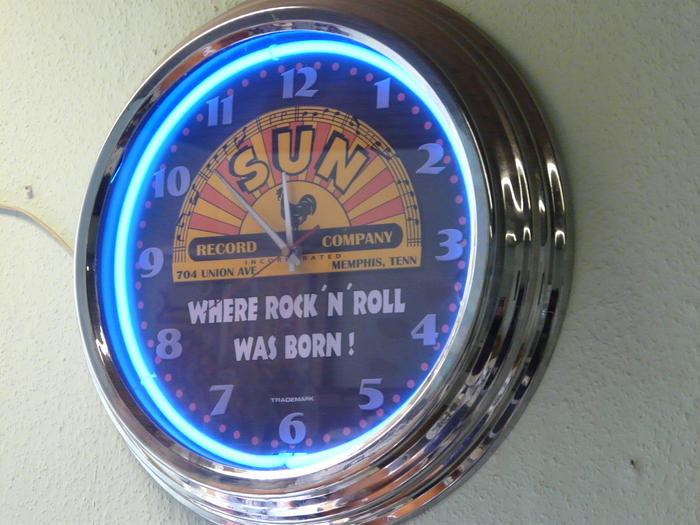 12
1
2
3
4
5
6
7
8
9
10
11
SUN
RECORD COMPANY
INCORPORATED
704 UNION AVE MEMPHIS, TENN
WHERE ROCK 'N' ROLL
WAS BORN!
TRADEMARK